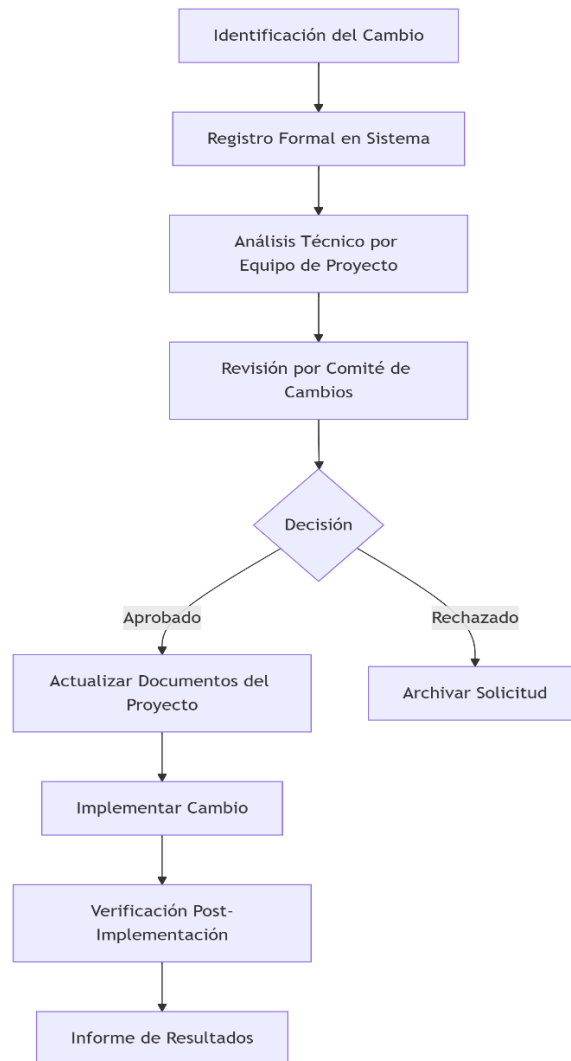 Identificación del Cambio
Registro Formal en Sistema
Análisis Técnico por
Equipo de Proyecto
Revisión por Comité de
Cambios
Decisión
Aprobado
Rechazado
Actualizar Documentos del
Proyecto
Archivar Solicitud
Implementar Cambio
Verificación Post-
Implementación
Informe de Resultados